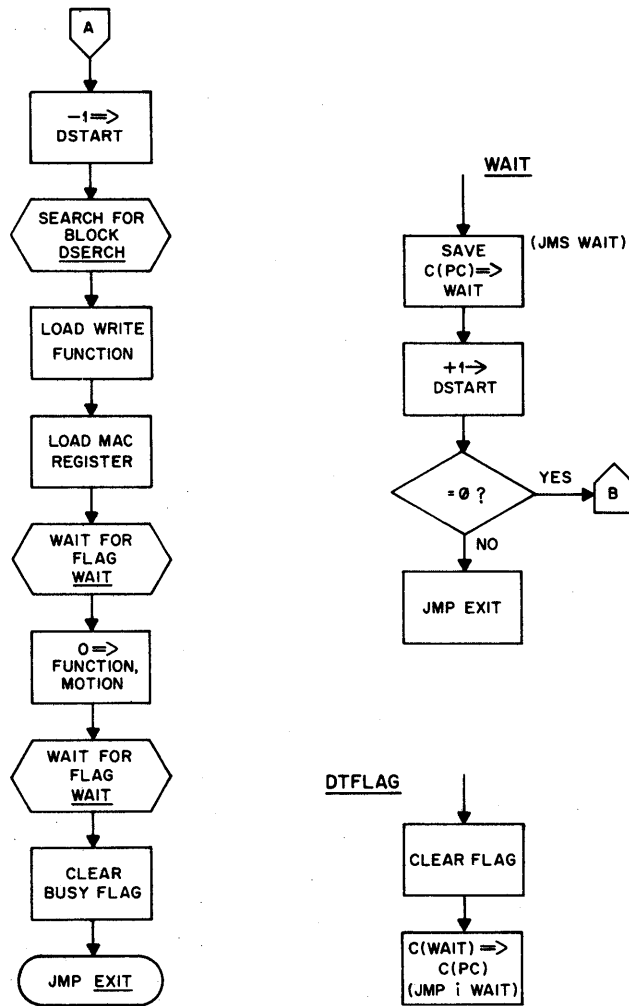 A
−1=>
DSTART
SEARCH FOR
BLOCK
DSERCH
LOAD WRITE
FUNCTION
LOAD MAC
REGISTER
WAIT FOR
FLAG
WAIT
0=>
FUNCTION,
MOTION
WAIT FOR
FLAG
WAIT
CLEAR
BUSY FLAG
JMP EXIT
WAIT
SAVE
C(PC)=>
WAIT
(JMS WAIT)
+1→
DSTART
=Ø?
YES
B
NO
JMP EXIT
DTFLAG
CLEAR FLAG
C(WAIT) =>
C(PC)
(JMP i WAIT)